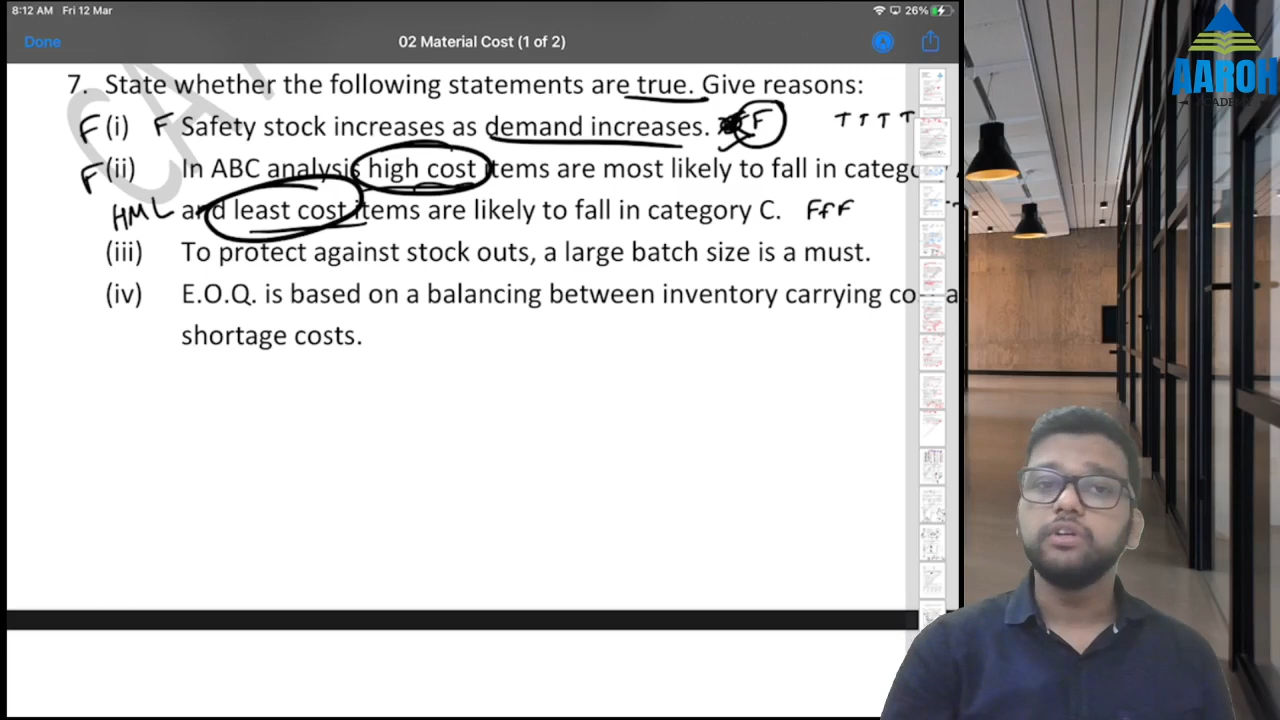 8:12 AM Fri 12 Mar
26%
Done
02 Material Cost (1 of 2)
AAROH
ACADEMY
7. State whether the following statements are true. Give reasons:
F (i) F Safety stock increases as demand increases. F T T T T
F (ii) In ABC analysis high cost items are most likely to fall in category
HML and least cost items are likely to fall in category C. F F F
(iii) To protect against stock outs, a large batch size is a must.
(iv) E.O.Q. is based on a balancing between inventory carrying co
shortage costs.